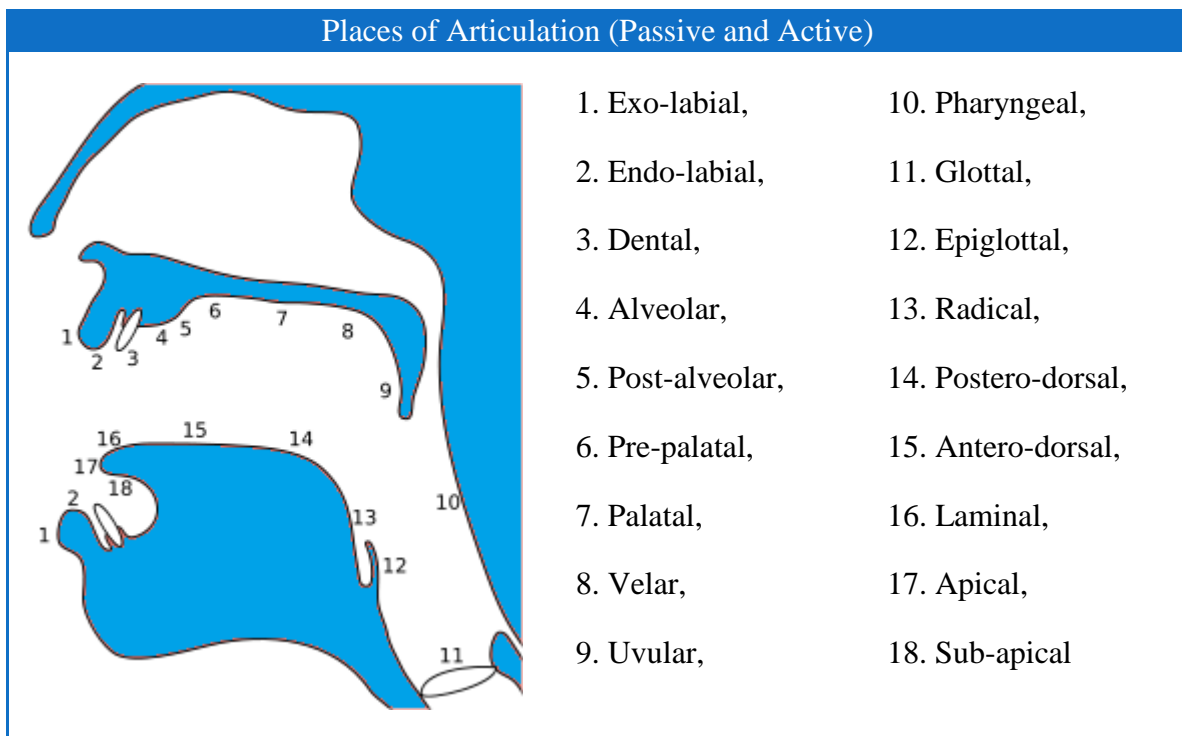 Places of Articulation (Passive and Active)
1. Exo-labial,
2. Endo-labial,
3. Dental,
4. Alveolar,
5. Post-alveolar,
6. Pre-palatal,
7. Palatal,
8. Velar,
9. Uvular,
10. Pharyngeal,
11. Glottal,
12. Epiglottal,
13. Radical,
14. Postero-dorsal,
15. Antero-dorsal,
16. Laminal,
17. Apical,
18. Sub-apical
1
2
3
4
5
6
7
8
9
16
15
14
17
18
2
1
13
10
12
11